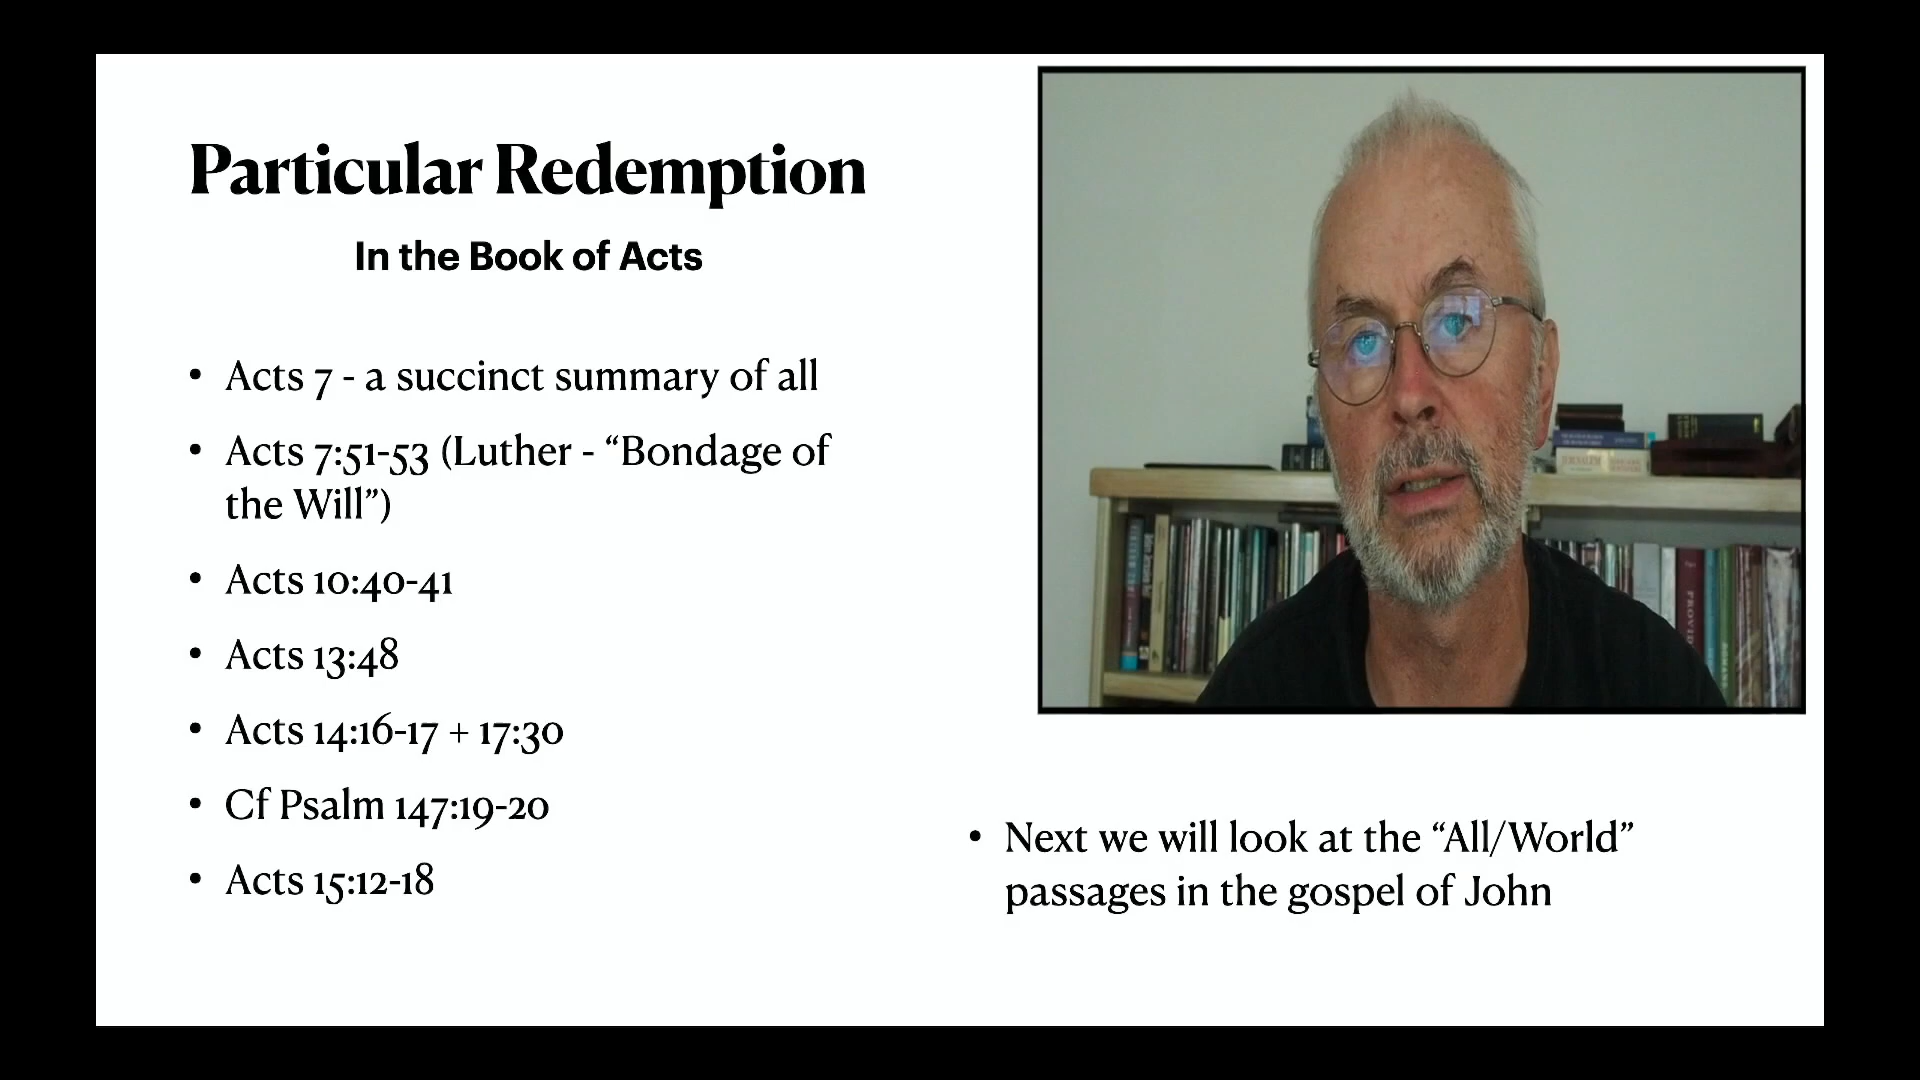 Particular Redemption
In the Book of Acts
• Acts 7 - a succinct summary of all
• Acts 7:51-53 (Luther - “Bondage of
the Will”)
• Acts 10:40-41
• Acts 13:48
• Acts 14:16-17 + 17:30
• Cf Psalm 147:19-20
• Acts 15:12-18
• Next we will look at the “All/World”
passages in the gospel of John